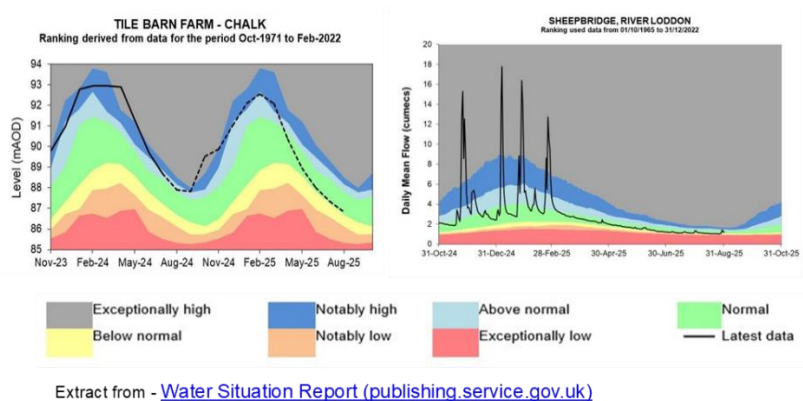 TILE BARN FARM - CHALK
Ranking derived from data for the period Oct-1971 to Feb-2022
Level (mAOD)
94
93
92
91
90
89
88
87
86
85
Nov-23 Feb-24 May-24 Aug-24 Nov-24 Feb-25 May-25 Aug-25
SHEEPBRIDGE, RIVER LODDON
Ranking used data from 01/10/1965 to 31/12/2022
Daily Mean Flow (cumecs)
20
18
16
14
12
10
8
6
4
2
0
31-Oct-24 31-Dec-24 28-Feb-25 30-Apr-25 30-Jun-25 31-Aug-25 31-Oct-25
Exceptionally high Notably high Above normal Normal
Below normal Notably low Exceptionally low Latest data
Extract from - Water Situation Report (publishing.service.gov.uk)